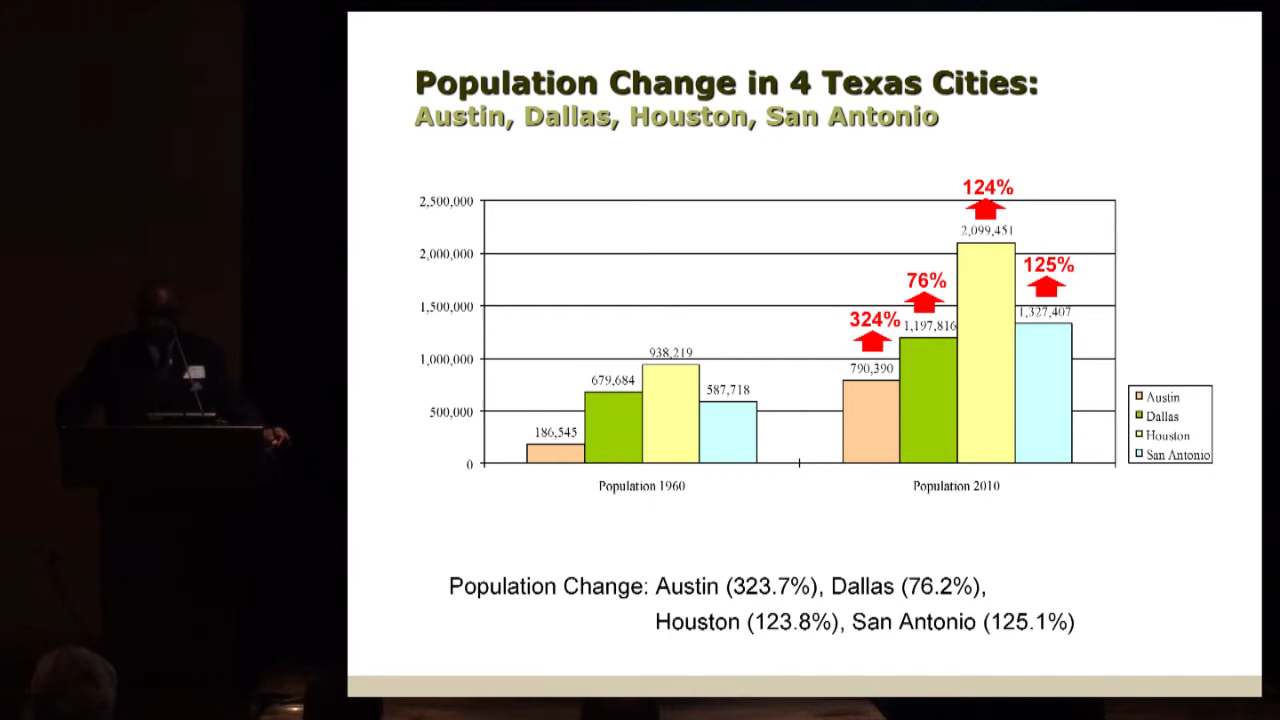 Population Change in 4 Texas Cities:
Austin, Dallas, Houston, San Antonio
124%
2,500,000
2,099,451
2,000,000
125%
76%
1,500,000
324%
1,327,407
1,197,816
1,000,000
938,219
790,390
679,684
587,718
500,000
186,545
0
Austin
Dallas
Houston
San Antonio
Population 1960
Population 2010
Population Change: Austin (323.7%), Dallas (76.2%),
Houston (123.8%), San Antonio (125.1%)